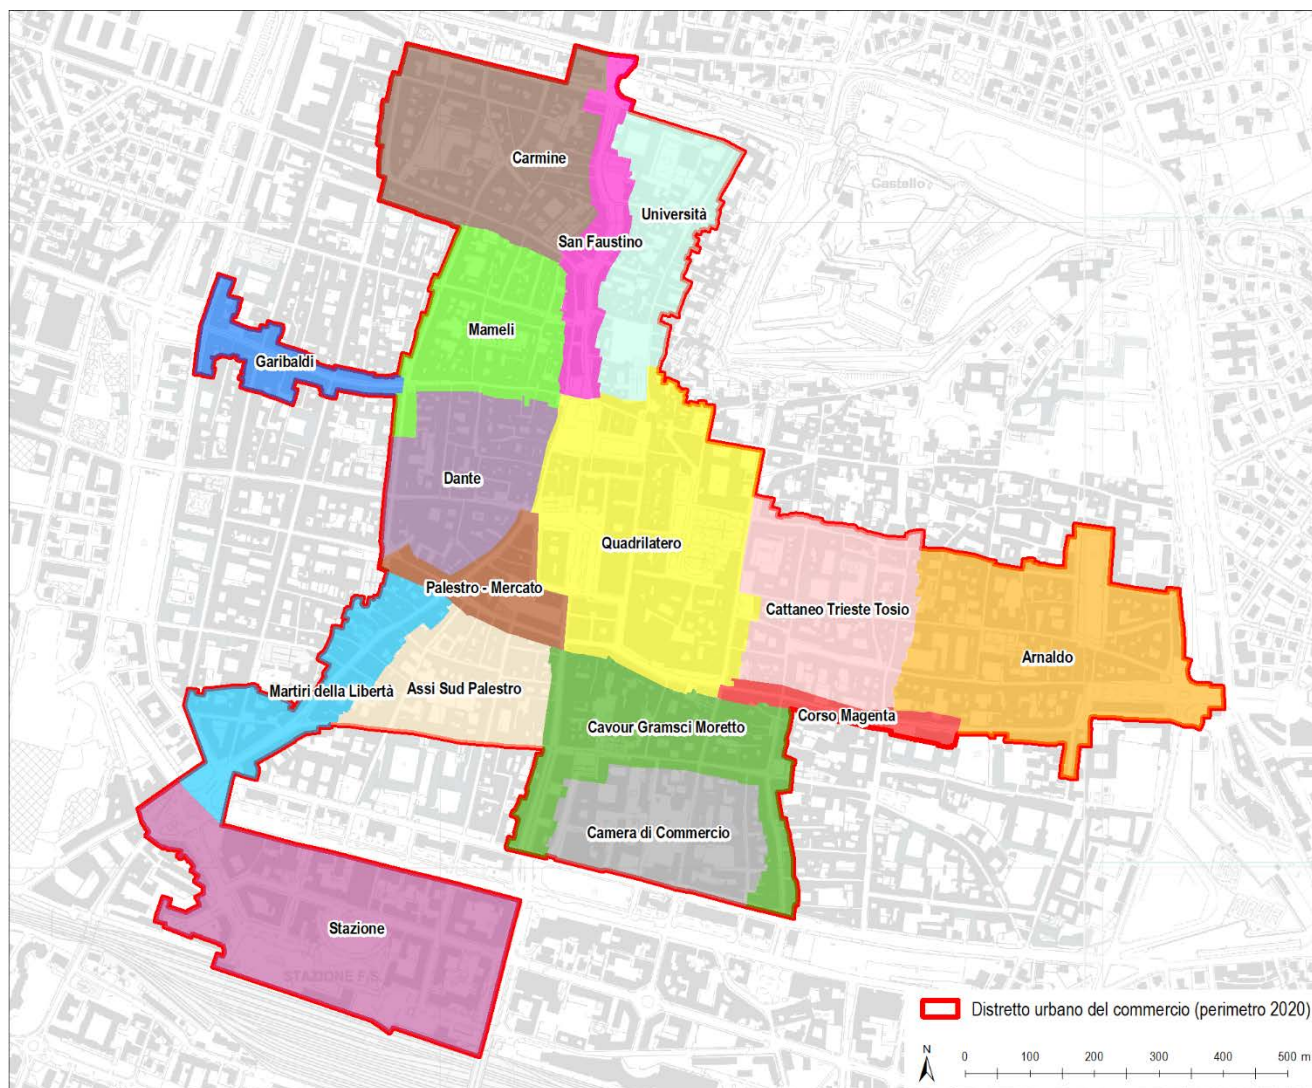 Carmine
Castello
Università
San Faustino
Mameli
Garibaldi
Dante
Quadrilatero
Palestro - Mercato
Cattaneo Trieste Tosio
Arnaldo
Martiri della Libertà
Assi Sud Palestro
Corso Magenta
Cavour Gramsci Moretto
Camera di Commercio
Stazione
STAZIONE F.S.
Distretto urbano del commercio (perimetro 2020)
N
0 100 200 300 400 500 m